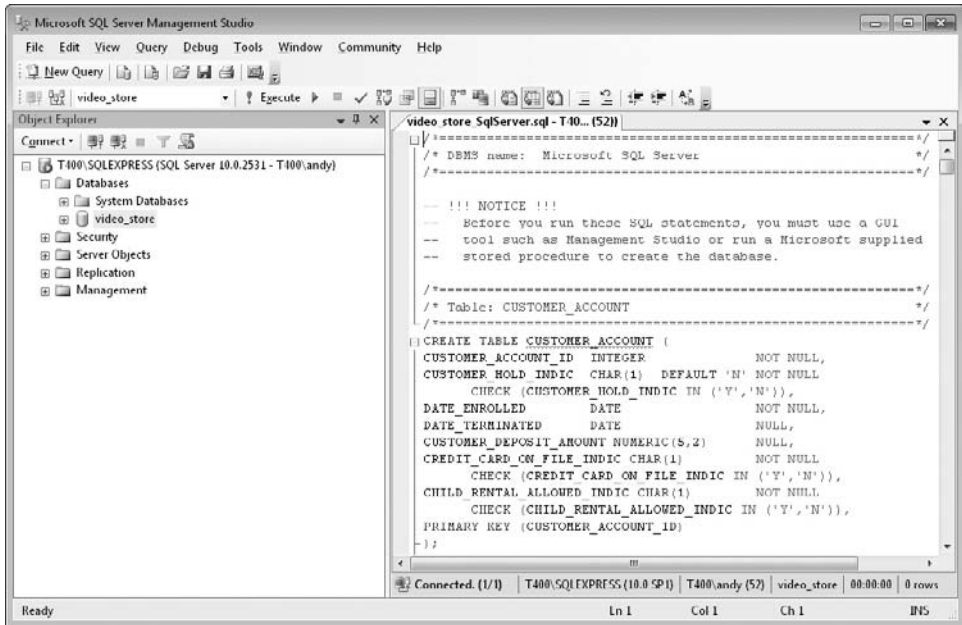 Microsoft SQL Server Management Studio
File Edit View Query Debug Tools Window Community Help
New Query
video_store
Execute
Object Explorer
video_store_SqlServer.sql - T40... (52))
Connect
T400\SQLEXPRESS (SQL Server 10.0.2531 - T400\andy)
Databases
System Databases
video_store
Security
Server Objects
Replication
Management
/*==============================================================*/
/* DBMS name: Microsoft SQL Server */
/*==============================================================*/
-- !!! NOTICE !!!
-- Before you run these SQL statements, you must use a GUI
-- tool such as Management Studio or run a Microsoft supplied
-- stored procedure to create the database.
/*==============================================================*/
/* Table: CUSTOMER_ACCOUNT */
/*==============================================================*/
CREATE TABLE CUSTOMER_ACCOUNT (
CUSTOMER_ACCOUNT_ID INTEGER NOT NULL,
CUSTOMER_HOLD_INDIC CHAR(1) DEFAULT 'N' NOT NULL
CHECK (CUSTOMER_HOLD_INDIC IN ('Y','N')),
DATE_ENROLLED DATE NOT NULL,
DATE_TERMINATED DATE NULL,
CUSTOMER_DEPOSIT_AMOUNT NUMERIC(5,2) NULL,
CREDIT_CARD_ON_FILE_INDIC CHAR(1) NOT NULL
CHECK (CREDIT_CARD_ON_FILE_INDIC IN ('Y','N')),
CHILD_RENTAL_ALLOWED_INDIC CHAR(1) NOT NULL
CHECK (CHILD_RENTAL_ALLOWED_INDIC IN ('Y','N')),
PRIMARY KEY (CUSTOMER_ACCOUNT_ID)
);
Connected. (1/1) T400\SQLEXPRESS (10.0 SP1) T400\andy (52) video_store 00:00:00 0 rows
Ready Ln 1 Col 1 Ch 1 INS